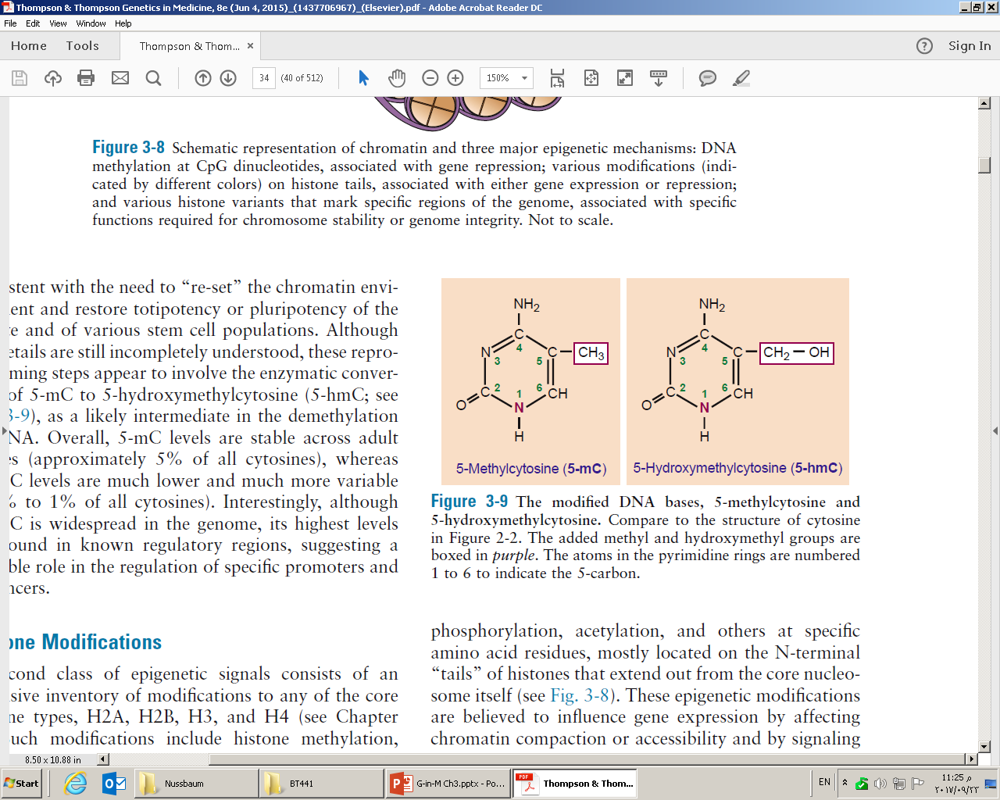 Thompson & Thompson Genetics in Medicine, 8e (Jun 4, 2015)_(1437706967)_(Elsevier).pdf - Adobe Acrobat Reader DC
File Edit View Window Help
Home Tools Thompson & Thom... × ? Sign In
34 (40 of 512) 150%
Figure 3-8 Schematic representation of chromatin and three major epigenetic mechanisms: DNA
methylation at CpG dinucleotides, associated with gene repression; various modifications (indi-
cated by different colors) on histone tails, associated with either gene expression or repression;
and various histone variants that mark specific regions of the genome, associated with specific
functions required for chromosome stability or genome integrity. Not to scale.
stent with the need to “re-set” the chromatin envi-
ent and restore totipotency or pluripotency of the
e and of various stem cell populations. Although
etails are still incompletely understood, these repro-
ming steps appear to involve the enzymatic conver-
of 5-mC to 5-hydroxymethylcytosine (5-hmC; see
3-9), as a likely intermediate in the demethylation
NA. Overall, 5-mC levels are stable across adult
s (approximately 5% of all cytosines), whereas
C levels are much lower and much more variable
% to 1% of all cytosines). Interestingly, although
C is widespread in the genome, its highest levels
ound in known regulatory regions, suggesting a
ble role in the regulation of specific promoters and
ncers.
one Modifications
cond class of epigenetic signals consists of an
sive inventory of modifications to any of the core
ne types, H2A, H2B, H3, and H4 (see Chapter
uch modifications include histone methylation,
NH2
C
N 3 4 C 5 CH3
C 2 1 6 CH
O N
H
5-Methylcytosine (5-mC)
NH2
C
N 3 4 C 5 CH2 OH
C 2 1 6 CH
O N
H
5-Hydroxymethylcytosine (5-hmC)
Figure 3-9 The modified DNA bases, 5-methylcytosine and
5-hydroxymethylcytosine. Compare to the structure of cytosine
in Figure 2-2. The added methyl and hydroxymethyl groups are
boxed in purple. The atoms in the pyrimidine rings are numbered
1 to 6 to indicate the 5-carbon.
phosphorylation, acetylation, and others at specific
amino acid residues, mostly located on the N-terminal
“tails” of histones that extend out from the core nucleo-
some itself (see Fig. 3-8). These epigenetic modifications
are believed to influence gene expression by affecting
chromatin compaction or accessibility and by signaling
8.50 x 10.88 in
Start Nussbaum BT441 G-in-M Ch3.pptx - Po... PDF Thompson & Thom... EN 11:25 م
٢٠١٧/٠٩/٢٣